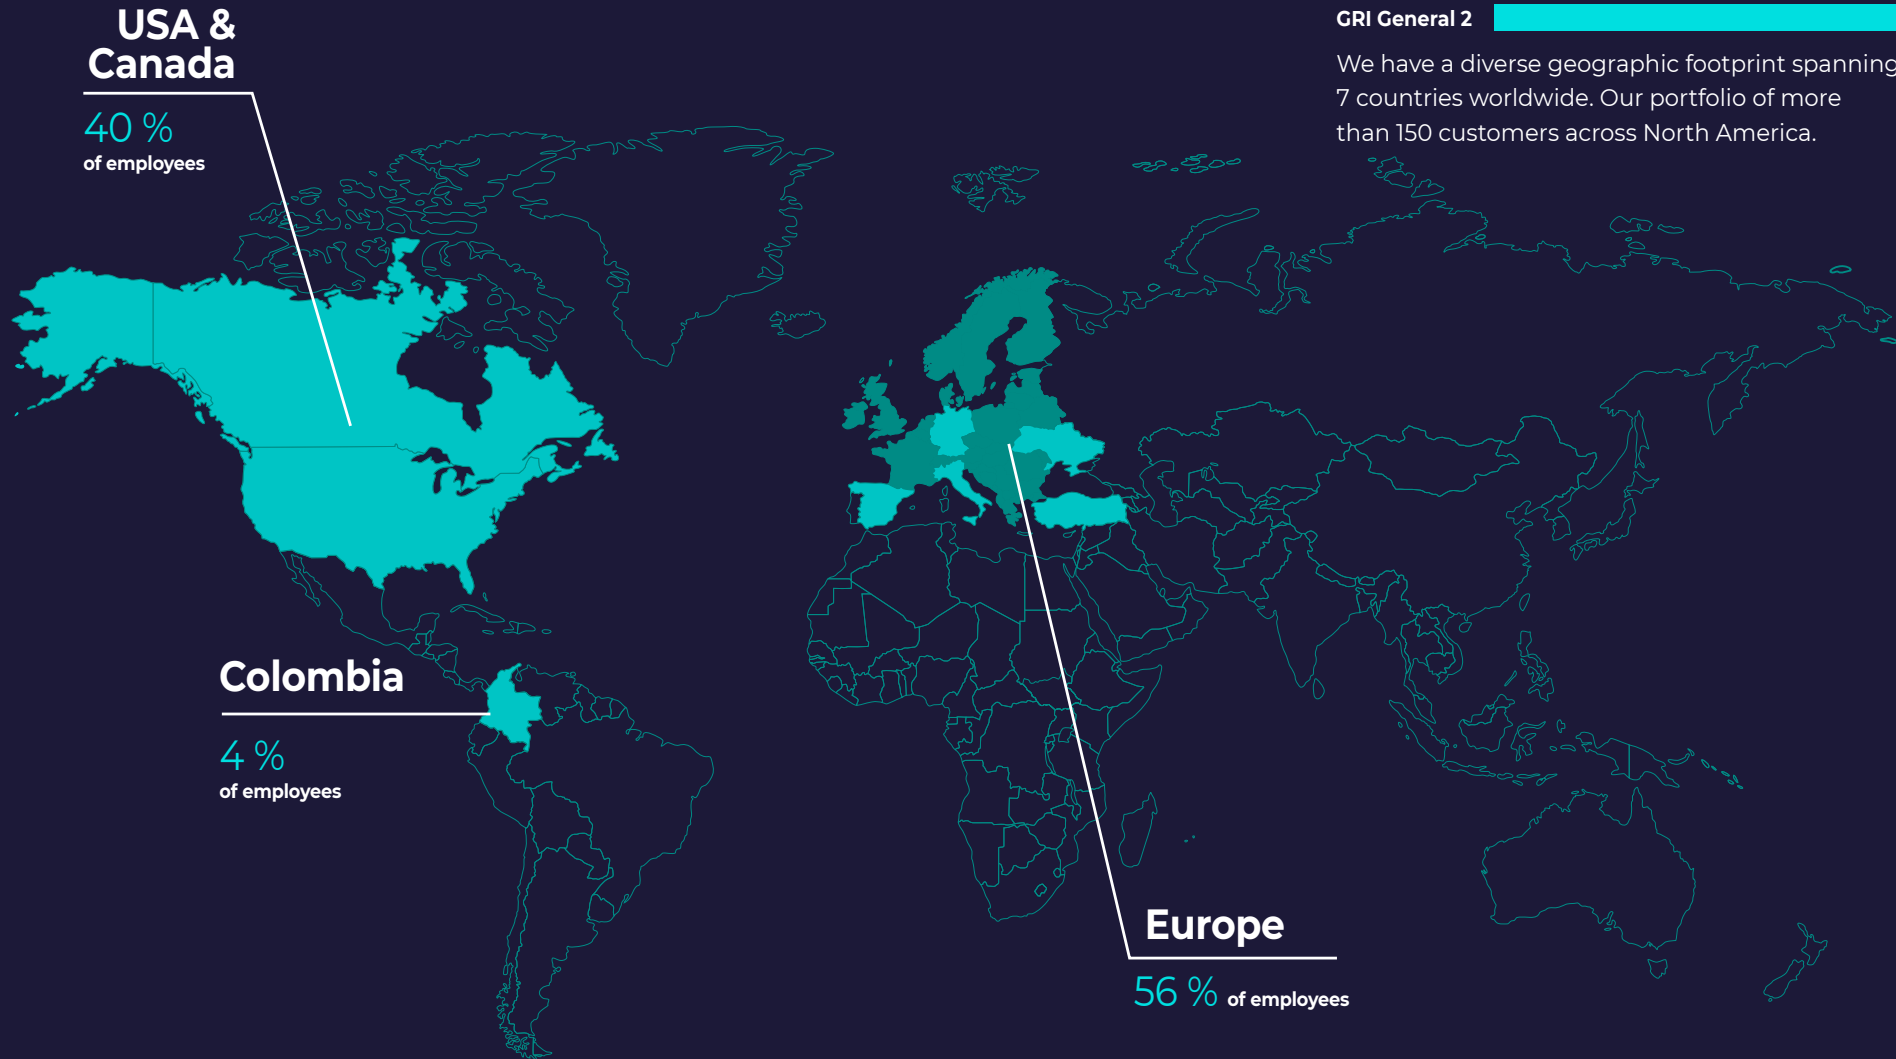 USA &
Canada
40 %
of employees
GRI General 2
We have a diverse geographic footprint spanning
7 countries worldwide. Our portfolio of more
than 150 customers across North America.
Colombia
4 %
of employees
Europe
56 % of employees